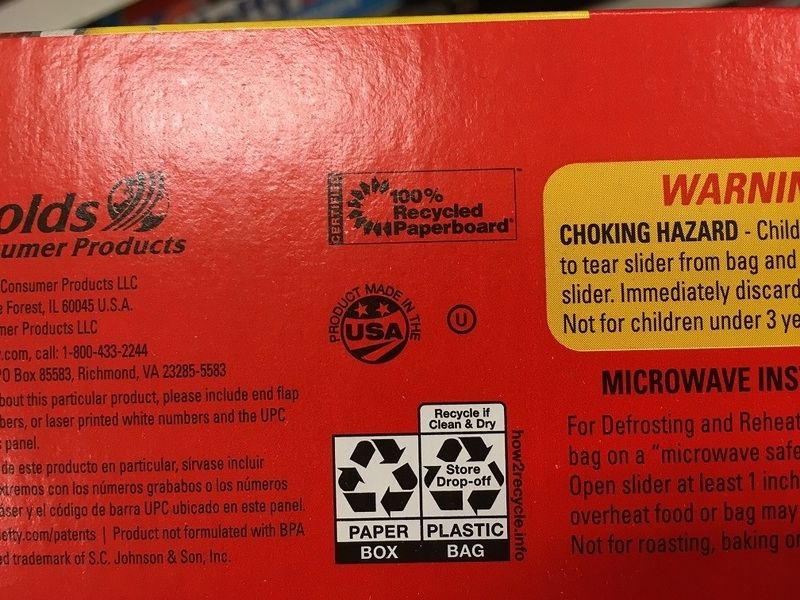 olds
sumer Products
Consumer Products LLC
Forest, IL 60045 U.S.A.
mer Products LLC
.com, call: 1-800-433-2244
PO Box 85583, Richmond, VA 23285-5583
about this particular product, please include end flap
bers, or laser printed white numbers and the UPC
panel.
de este producto en particular, sírvase incluir
extremos con los números grabados o los números
láser y el código de barra UPC ubicado en este panel.
efty.com/patents | Product not formulated with BPA
ed trademark of S.C. Johnson & Son, Inc.
CERTIFIED
100%
Recycled
Paperboard
PRODUCT MADE IN THE
USA
U
Recycle if
Clean & Dry
Store
Drop-off
PAPER
BOX
PLASTIC
BAG
how2recycle.info
WARNIN
CHOKING HAZARD - Child
to tear slider from bag and
slider. Immediately discard
Not for children under 3 ye
MICROWAVE INS
For Defrosting and Reheat
bag on a “microwave safe
Open slider at least 1 inch
overheat food or bag may
Not for roasting, baking or